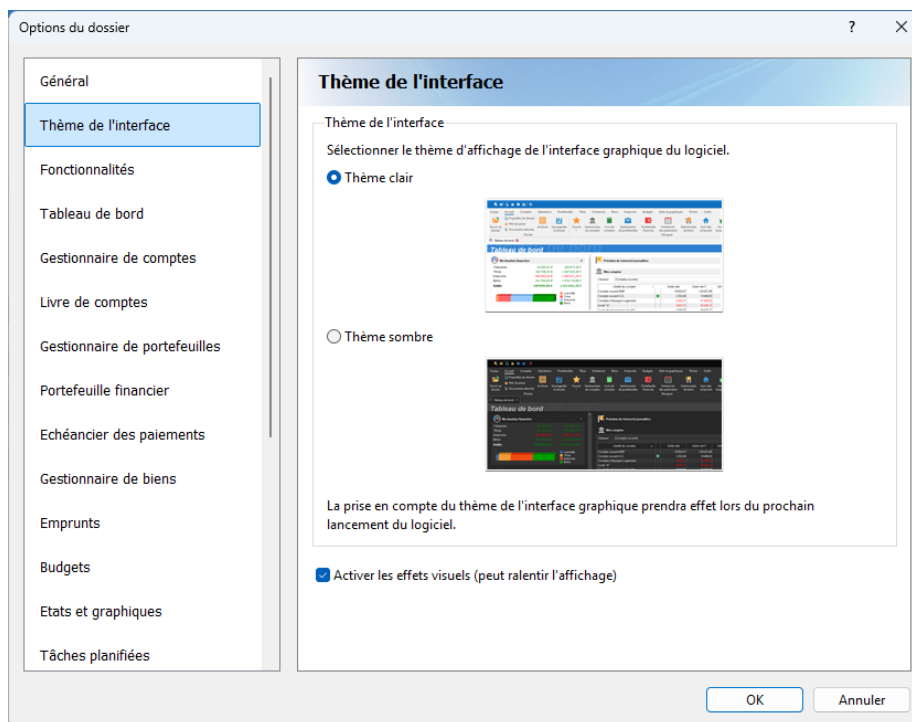 Options du dossier
?
Général
Thème de l'interface
Fonctionnalités
Tableau de bord
Gestionnaire de comptes
Livre de comptes
Gestionnaire de portefeuilles
Portefeuille financier
Echéancier des paiements
Gestionnaire de biens
Emprunts
Budgets
Etats et graphiques
Tâches planifiées
Thème de l'interface
Thème de l'interface
Sélectionner le thème d'affichage de l'interface graphique du logiciel.
Thème clair
Tableau de bord
Thème sombre
Tableau de bord
La prise en compte du thème de l'interface graphique prendra effet lors du prochain
lancement du logiciel.
Activer les effets visuels (peut ralentir l'affichage)
OK
Annuler